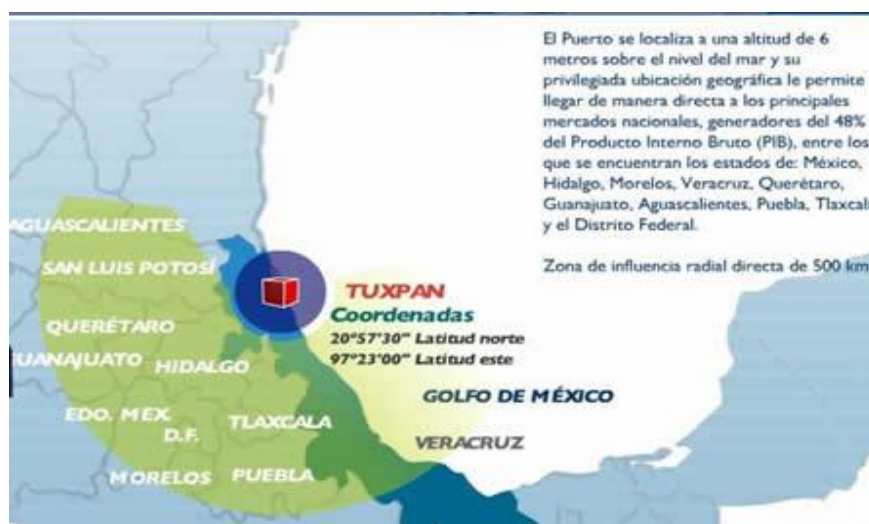 El Puerto se localiza a una altitud de 6
metros sobre el nivel del mar y su
privilegiada ubicación geográfica le permite
llegar de manera directa a los principales
mercados nacionales, generadores del 48%
del Producto Interno Bruto (PIB), entre los
que se encuentran los estados de: México,
Hidalgo, Morelos, Veracruz, Querétaro,
Guanajuato, Aguascalientes, Puebla, Tlaxcal
y el Distrito Federal.
Zona de influencia radial directa de 500 km
AGUASCALIENTES
SAN LUIS POTOSÍ
TUXPAN
Coordenadas
QUERÉTARO
20°57'30" Latitud norte
97°23'00" Latitud este
UANAJUATO
HIDALGO
GOLFO DE MÉXICO
EDO. MEX.
D.F.
TLAXCALA
VERACRUZ
MORELOS
PUEBLA